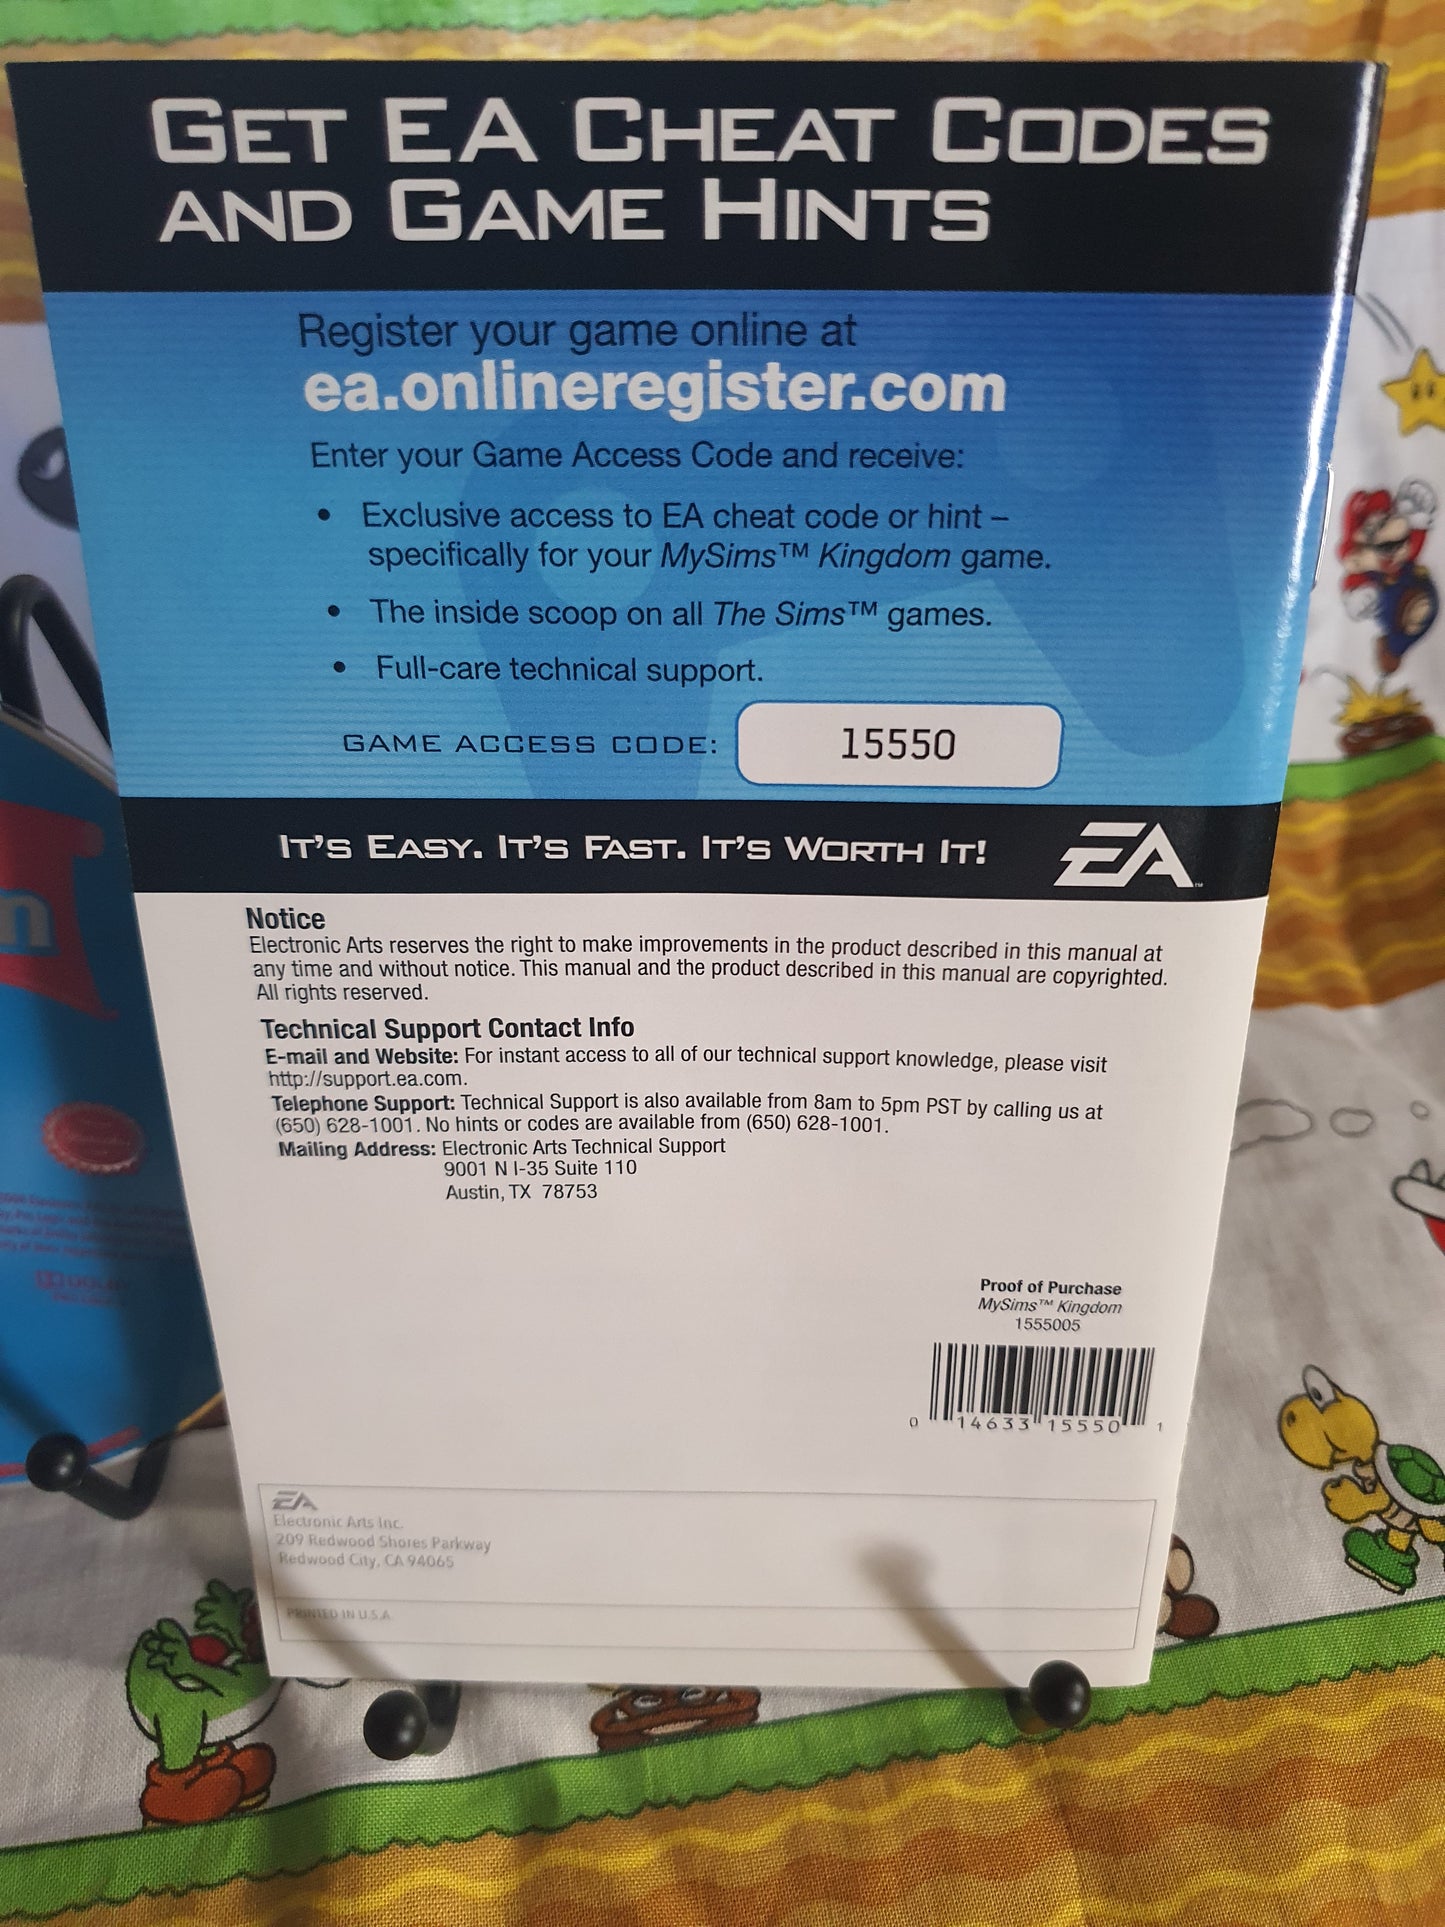 GET EA CHEAT CODES
AND GAME HINTS
Register your game online at
ea.onlineregister.com
Enter your Game Access Code and receive:
• Exclusive access to EA cheat code or hint –
specifically for your MySims™ Kingdom game.
• The inside scoop on all The Sims™ games.
• Full-care technical support.
GAME ACCESS CODE: 15550
IT'S EASY. IT'S FAST. IT'S WORTH IT! EA™
Notice
Electronic Arts reserves the right to make improvements in the product described in this manual at
any time and without notice. This manual and the product described in this manual are copyrighted.
All rights reserved.
Technical Support Contact Info
E-mail and Website: For instant access to all of our technical support knowledge, please visit
http://support.ea.com.
Telephone Support: Technical Support is also available from 8am to 5pm PST by calling us at
(650) 628-1001. No hints or codes are available from (650) 628-1001.
Mailing Address: Electronic Arts Technical Support
9001 N I-35 Suite 110
Austin, TX 78753
Proof of Purchase
MySims™ Kingdom
1555005
0 14633 15550 1
EA
Electronic Arts Inc.
209 Redwood Shores Parkway
Redwood City, CA 94065
PRINTED IN U.S.A.